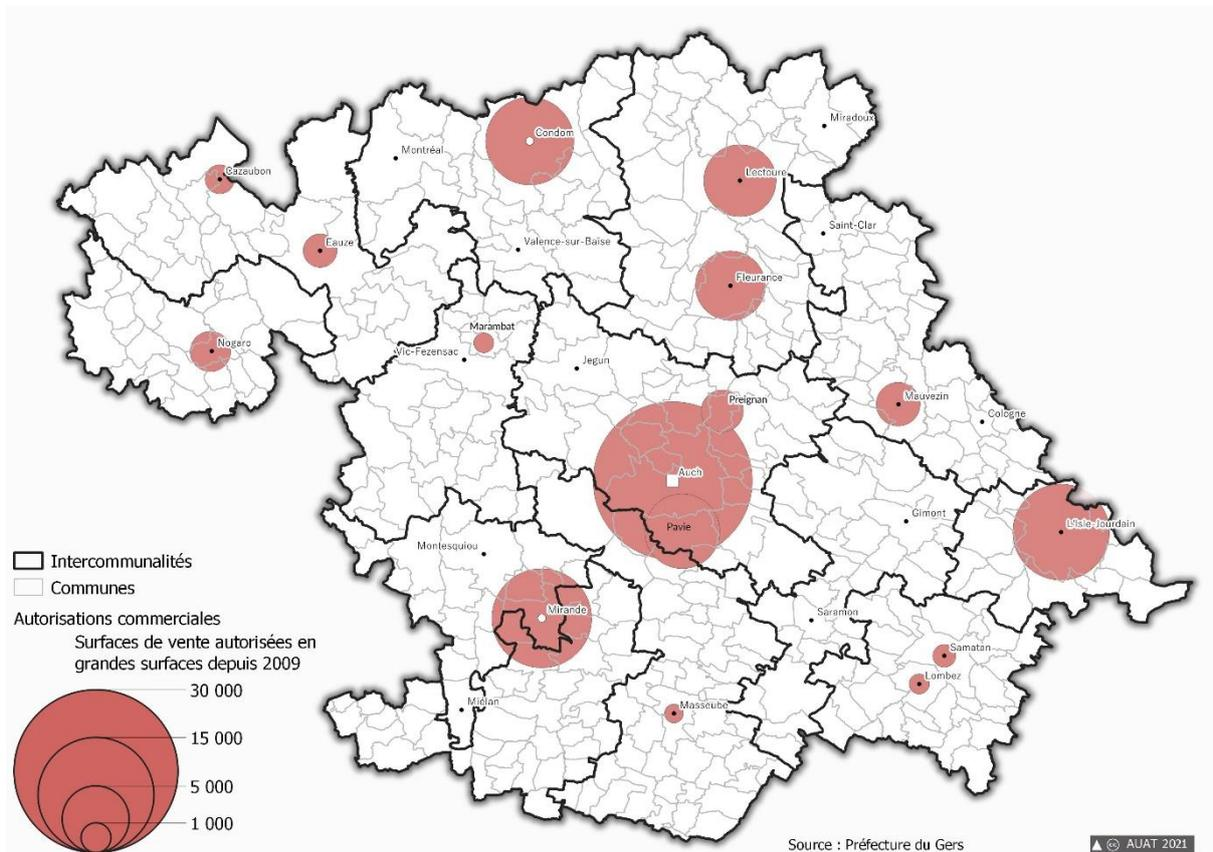 Miradoux
Condom
Montréal
Cazaubon
Lectoure
Saint-Clar
Eauze
Valence-sur-Baïse
Fleurance
Marambat
Nogaro
Vic-Fezensac
Jegun
Preignan
Mauvezin
Cologne
Auch
Gimont
L'Isle-Jourdain
Pavie
Montesquiou
Mirande
Saramon
Samatan
Lombez
Miélan
Masseube
Intercommunalités
Communes
Autorisations commerciales
Surfaces de vente autorisées en
grandes surfaces depuis 2009
30 000
15 000
5 000
1 000
Source : Préfecture du Gers
cc AUAT 2021